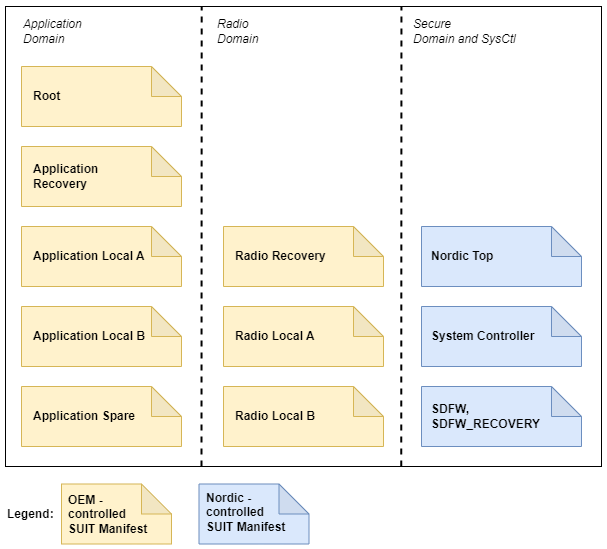 Application
Domain
Radio
Domain
Secure
Domain and SysCtl
Root
Application
Recovery
Application Local A
Radio Recovery
Nordic Top
Application Local B
Radio Local A
System Controller
Application Spare
Radio Local B
SDFW,
SDFW_RECOVERY
Legend:
OEM -
controlled
SUIT Manifest
Nordic -
controlled
SUIT Manifest